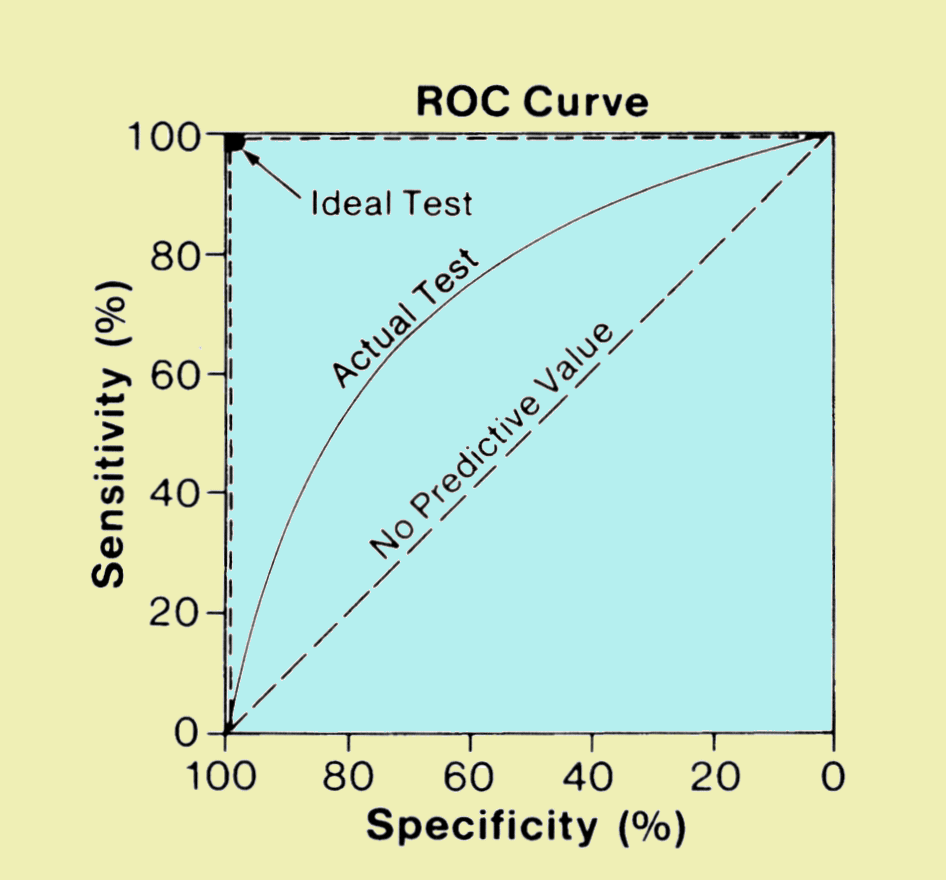 ROC Curve
100
Ideal Test
80
Actual Test
60
No Predictive Value
40
20
0
Sensitivity (%)
100 80 60 40 20 0
Specificity (%)